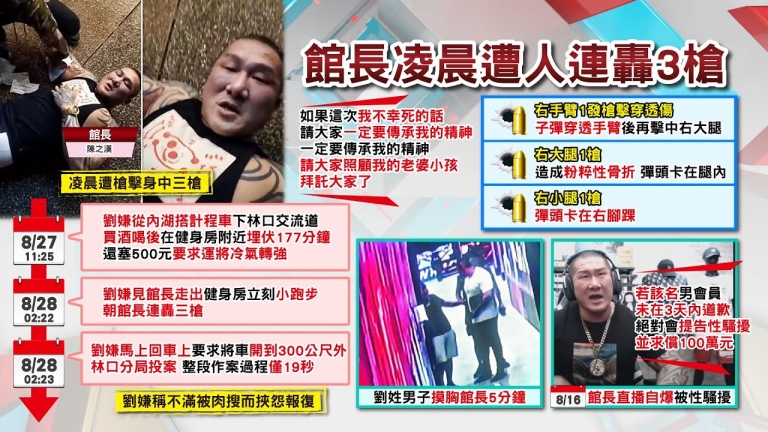 館長凌晨遭人連轟3槍
館長
陳之漢
凌晨遭槍擊身中三槍
如果這次我不幸死的話
請大家一定要傳承我的精神
一定要傳承我的精神
請大家照顧我的老婆小孩
拜託大家了
右手臂1發槍擊穿透傷
子彈穿透手臂後再擊中右大腿
右大腿1槍
造成粉粹性骨折 彈頭卡在腿內
右小腿1槍
彈頭卡在右腳踝
8/27
11:25
劉嫌從內湖搭計程車下林口交流道
買酒喝後在健身房附近埋伏177分鐘
還塞500元要求運將冷氣轉強
8/28
02:22
劉嫌見館長走出健身房立刻小跑步
朝館長連轟三槍
8/28
02:23
劉嫌馬上回車上要求將車開到300公尺外
林口分局投案 整段作案過程僅19秒
劉嫌稱不滿被肉搜而挾怨報復
劉姓男子摸胸館長5分鐘
若該名男會員
未在3天內道歉
絕對會提告性騷擾
並求償100萬元
8/16 館長直播自爆被性騷擾